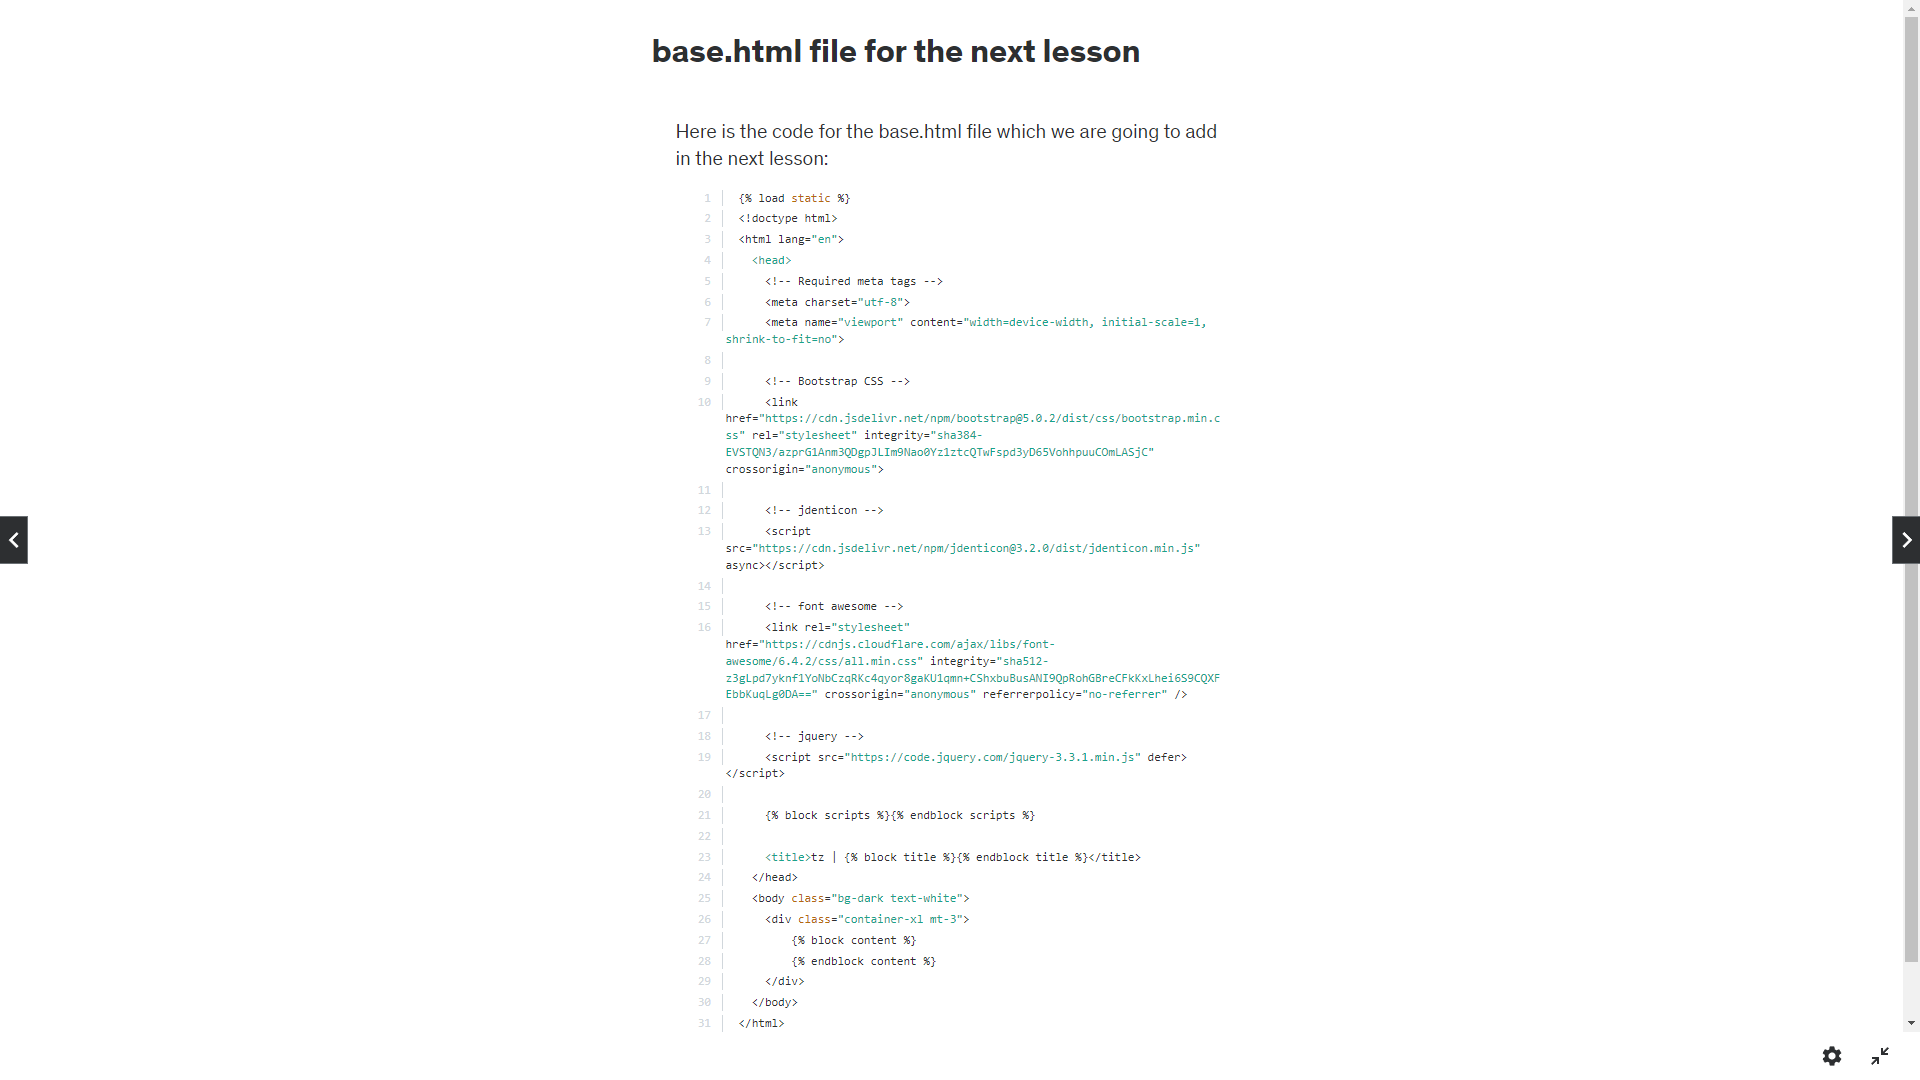 base.html file for the next lesson
Here is the code for the base.html file which we are going to add
in the next lesson:
1 {% load static %}
2 <!doctype html>
3 <html lang="en">
4 <head>
5 <!-- Required meta tags -->
6 <meta charset="utf-8">
7 <meta name="viewport" content="width=device-width, initial-scale=1,
shrink-to-fit=no">
8
9 <!-- Bootstrap CSS -->
10 <link
href="https://cdn.jsdelivr.net/npm/bootstrap@5.0.2/dist/css/bootstrap.min.c
ss" rel="stylesheet" integrity="sha384-
EVSTQN3/azprG1Anm3QDgpJLIm9Nao0Yz1ztcQTwFspd3yD65VohhpuuCOmLASjC"
crossorigin="anonymous">
11
12 <!-- jdenticon -->
13 <script
src="https://cdn.jsdelivr.net/npm/jdenticon@3.2.0/dist/jdenticon.min.js"
async></script>
14
15 <!-- font awesome -->
16 <link rel="stylesheet"
href="https://cdnjs.cloudflare.com/ajax/libs/font-
awesome/6.4.2/css/all.min.css" integrity="sha512-
z3gLpd7yknf1YoNbCzqRKc4qyor8gaKU1qmn+CShxbuBusANI9QpRohGBreCFkKxLhei6S9CQXF
EbbKuqLg0DA==" crossorigin="anonymous" referrerpolicy="no-referrer" />
17
18 <!-- jquery -->
19 <script src="https://code.jquery.com/jquery-3.3.1.min.js" defer>
</script>
20
21 {% block scripts %}{% endblock scripts %}
22
23 <title>tz | {% block title %}{% endblock title %}</title>
24 </head>
25 <body class="bg-dark text-white">
26 <div class="container-xl mt-3">
27 {% block content %}
28 {% endblock content %}
29 </div>
30 </body>
31 </html>